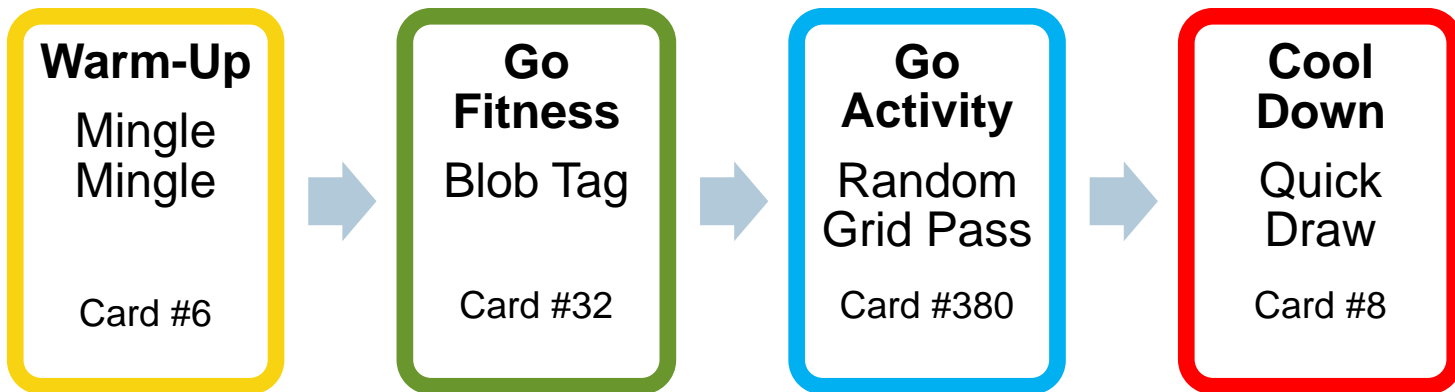 Warm-Up
Mingle
Mingle
Card #6
Go
Fitness
Blob Tag
Card #32
Go
Activity
Random
Grid Pass
Card #380
Cool
Down
Quick
Draw
Card #8